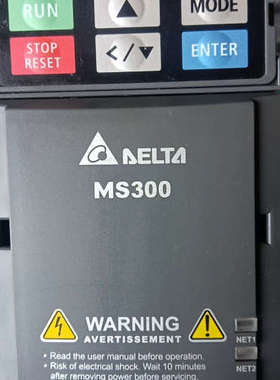 RUN
MODE
STOP
RESET
ENTER
DELTA
MS300
WARNING
AVERTISSEMENT
NET1
• Read the user manual before operation.
NET2
• Risk of electrical shock. Wait 10 minutes
after removing power before servicing.